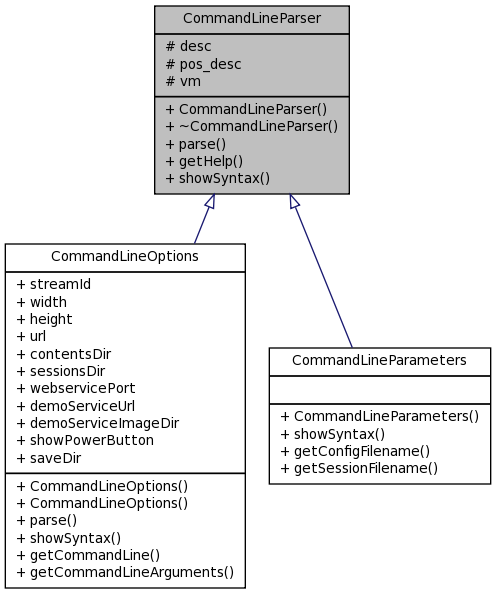 CommandLineParser
# desc
# pos_desc
# vm
+ CommandLineParser()
+ ~CommandLineParser()
+ parse()
+ getHelp()
+ showSyntax()
CommandLineOptions
+ streamId
+ width
+ height
+ url
+ contentsDir
+ sessionsDir
+ webservicePort
+ demoServiceUrl
+ demoServiceImageDir
+ showPowerButton
+ saveDir
+ CommandLineOptions()
+ CommandLineOptions()
+ parse()
+ showSyntax()
+ getCommandLine()
+ getCommandLineArguments()
CommandLineParameters
+ CommandLineParameters()
+ showSyntax()
+ getConfigFilename()
+ getSessionFilename()